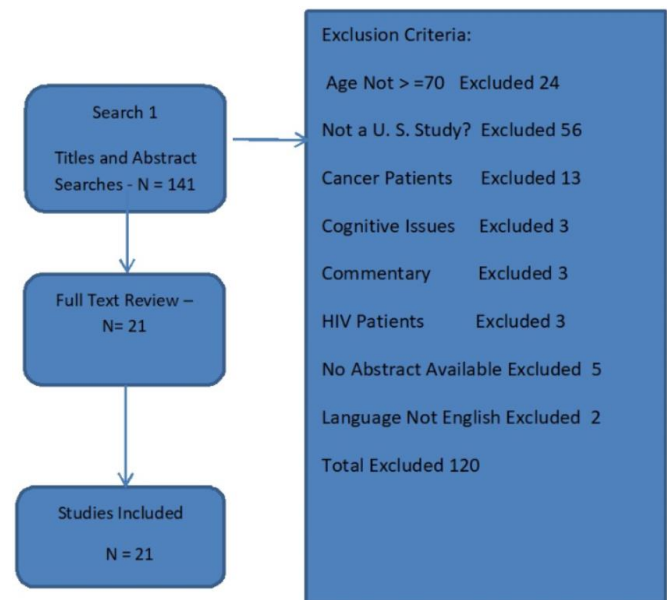 Search 1
Titles and Abstract
Searches - N = 141
Full Text Review –
N= 21
Studies Included
N = 21
Exclusion Criteria:
Age Not > =70 Excluded 24
Not a U. S. Study? Excluded 56
Cancer Patients Excluded 13
Cognitive Issues Excluded 3
Commentary Excluded 3
HIV Patients Excluded 3
No Abstract Available Excluded 5
Language Not English Excluded 2
Total Excluded 120